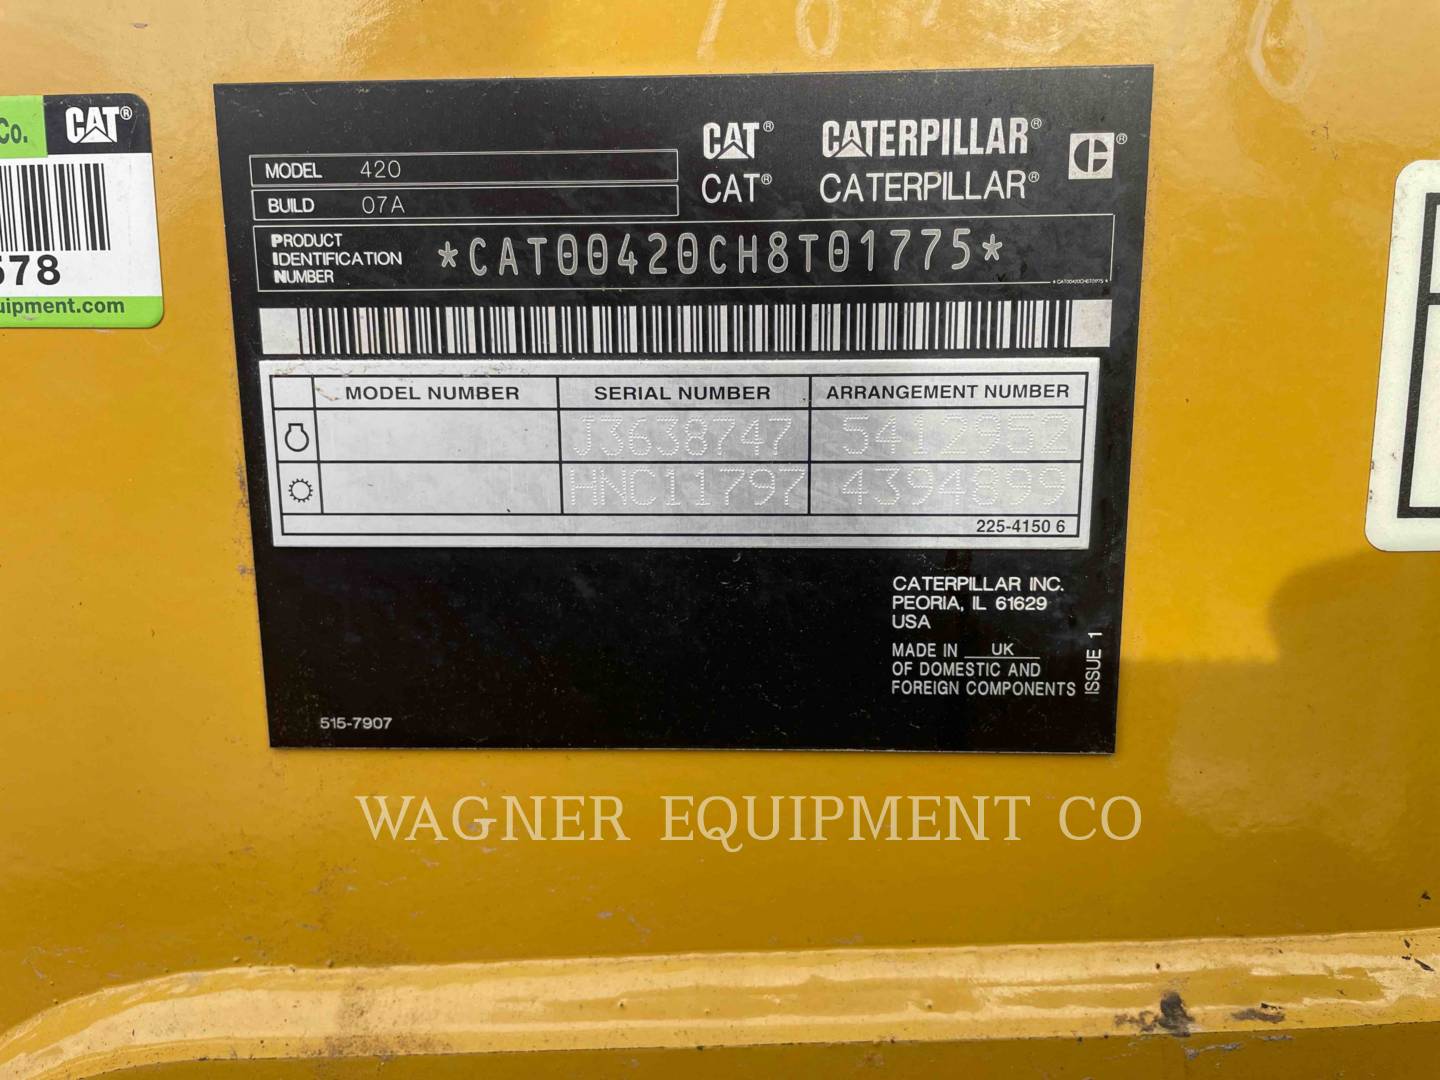 Co. CAT®
578
uipment.com
CAT® CATERPILLAR®
CAT® CATERPILLAR®
MODEL 420
BUILD 07A
PRODUCT IDENTIFICATION NUMBER *CAT00420CH8T01775*
*CAT00420CH8T01775*
MODEL NUMBER SERIAL NUMBER ARRANGEMENT NUMBER
J3638747 5412952
HNC11797 4394899
225-4150 6
CATERPILLAR INC.
PEORIA, IL 61629
USA
MADE IN UK
OF DOMESTIC AND
FOREIGN COMPONENTS
ISSUE 1
515-7907
WAGNER EQUIPMENT CO